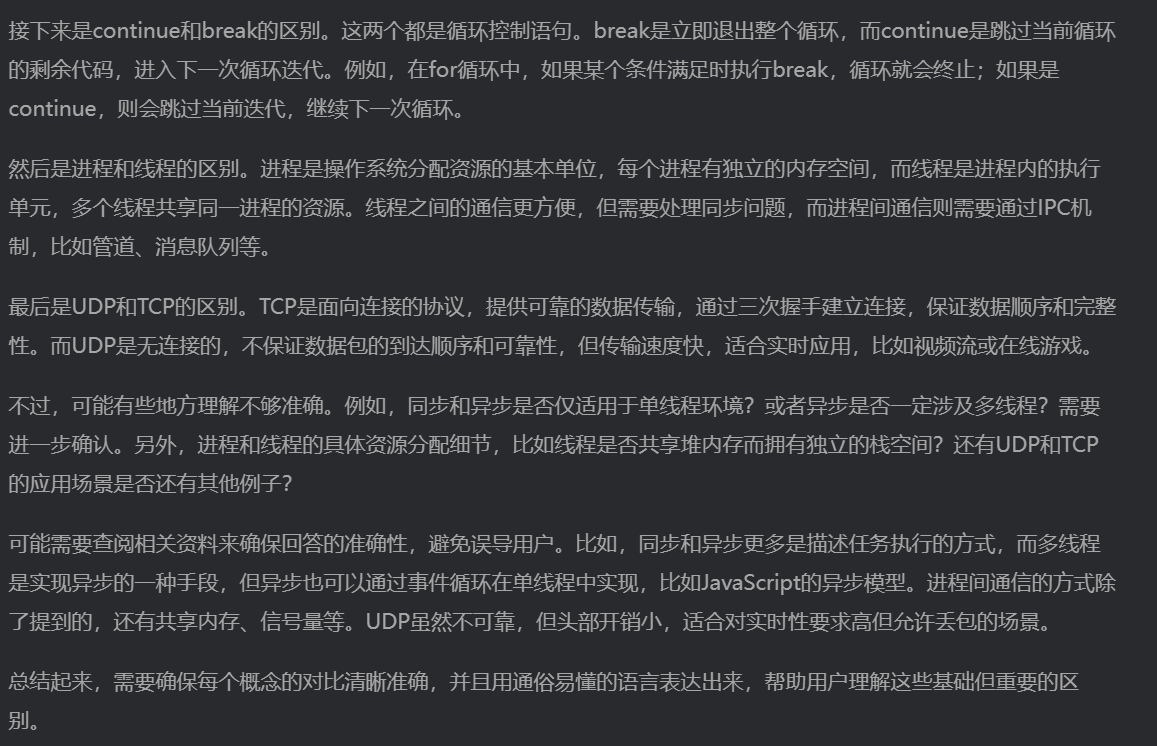 接下来是continue和break的区别。这两个都是循环控制语句。break是立即退出整个循环，而continue是跳过当前循环
的剩余代码，进入下一次循环迭代。例如，在for循环中，如果某个条件满足时执行break，循环就会终止；如果是
continue，则会跳过当前迭代，继续下一次循环。
然后是进程和线程的区别。进程是操作系统分配资源的基本单位，每个进程有独立的内存空间，而线程是进程内的执行
单元，多个线程共享同一进程的资源。线程之间的通信更方便，但需要处理同步问题，而进程间通信则需要通过IPC机
制，比如管道、消息队列等。
最后是UDP和TCP的区别。TCP是面向连接的协议，提供可靠的数据传输，通过三次握手建立连接，保证数据顺序和完整
性。而UDP是无连接的，不保证数据包的到达顺序和可靠性，但传输速度快，适合实时应用，比如视频流或在线游戏。
不过，可能有些地方理解不够准确。例如，同步和异步是否仅适用于单线程环境？或者异步是否一定涉及多线程？需要
进一步确认。另外，进程和线程的具体资源分配细节，比如线程是否共享堆内存而拥有独立的栈空间？还有UDP和TCP
的应用场景是否还有其他例子？
可能需要查阅相关资料来确保回答的准确性，避免误导用户。比如，同步和异步更多是描述任务执行的方式，而多线程
是实现异步的一种手段，但异步也可以通过事件循环在单线程中实现，比如JavaScript的异步模型。进程间通信的方式除
了提到的，还有共享内存、信号量等。UDP虽然不可靠，但头部开销小，适合对实时性要求高但允许丢包的场景。
总结起来，需要确保每个概念的对比清晰准确，并且用通俗易懂的语言表达出来，帮助用户理解这些基础但重要的区
别。